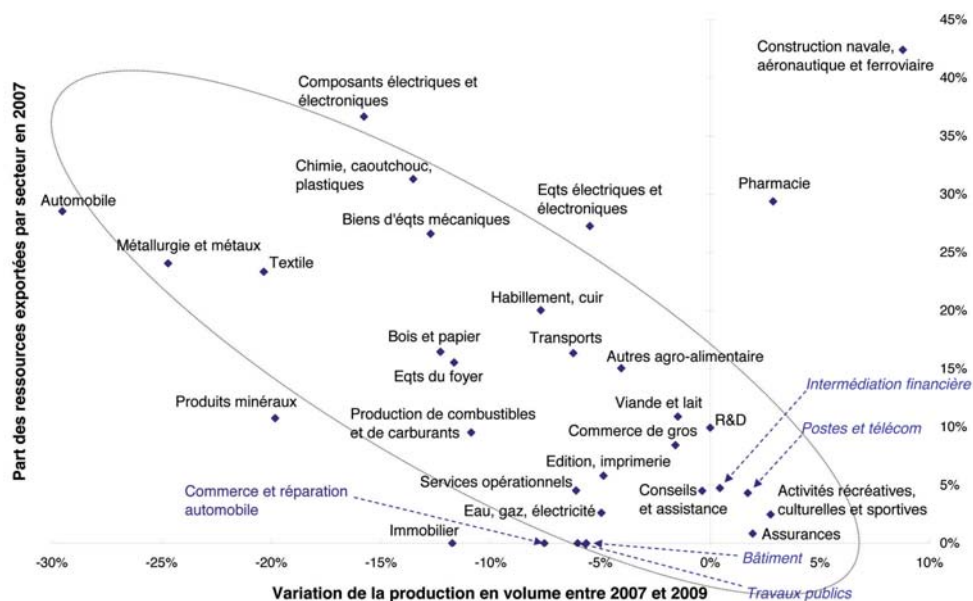 45%
Construction navale,
aéronautique et ferroviaire
40%
Composants électriques et
électroniques
35%
Chimie, caoutchouc,
plastiques
Eqts électriques et
électroniques
Pharmacie
30%
Automobile
Biens d'éqts mécaniques
Métallurgie et métaux
25%
Textile
Habillement, cuir
20%
Bois et papier
Transports
Autres agro-alimentaire
15%
Eqts du foyer
Intermédiation financière
Produits minéraux
Production de combustibles
et de carburants
Viande et lait
R&D
10%
Commerce de gros
Postes et télécom
Edition, imprimerie
Services opérationnels
Conseils
et assistance
5%
Activités récréatives,
culturelles et sportives
Commerce et réparation
automobile
Eau, gaz, électricité
Immobilier
Assurances
0%
Bâtiment
Travaux publics
-30% -25% -20% -15% -10% -5% 0% 5% 10%
Variation de la production en volume entre 2007 et 2009
Part des ressources exportées par secteur en 2007